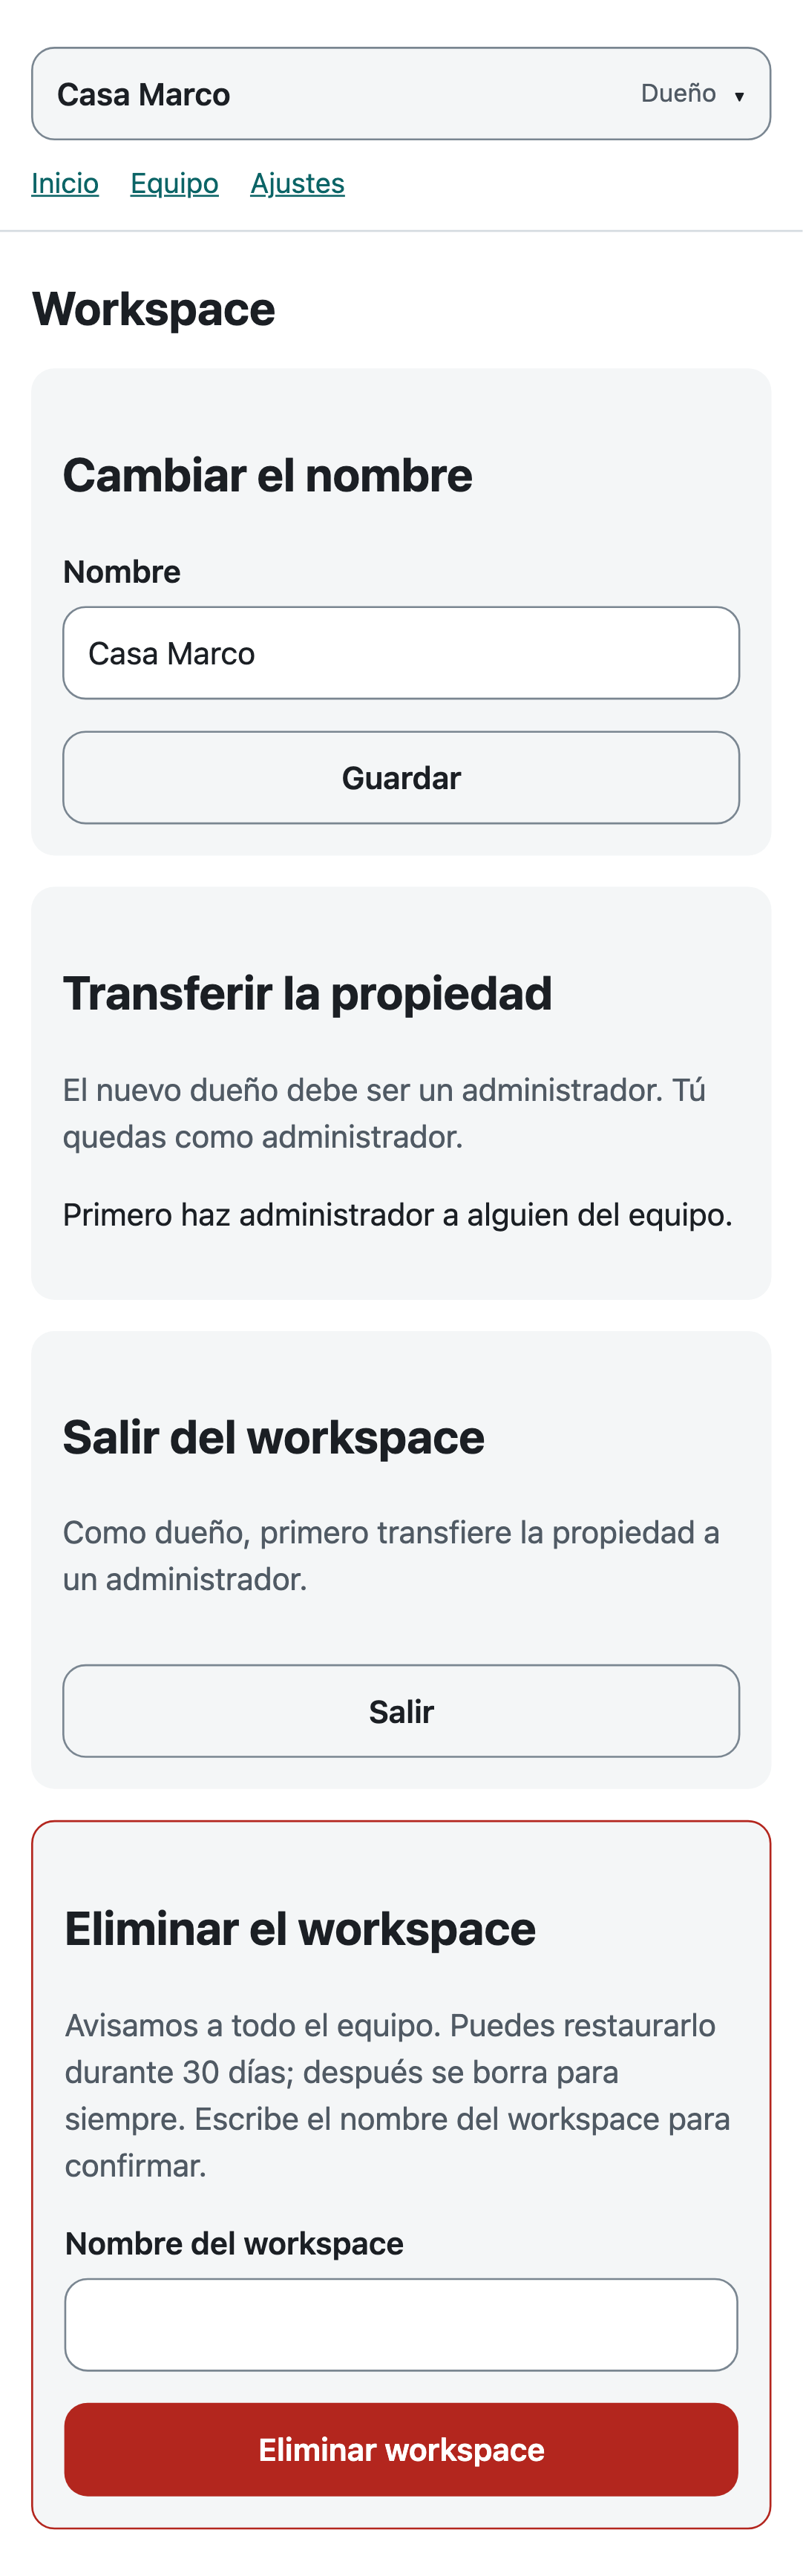 Casa Marco
Dueño ▼
Inicio Equipo Ajustes
Workspace
Cambiar el nombre
Nombre
Casa Marco
Guardar
Transferir la propiedad
El nuevo dueño debe ser un administrador. Tú
quedas como administrador.
Primero haz administrador a alguien del equipo.
Salir del workspace
Como dueño, primero transfiere la propiedad a
un administrador.
Salir
Eliminar el workspace
Avisamos a todo el equipo. Puedes restaurarlo
durante 30 días; después se borra para
siempre. Escribe el nombre del workspace para
confirmar.
Nombre del workspace
Eliminar workspace